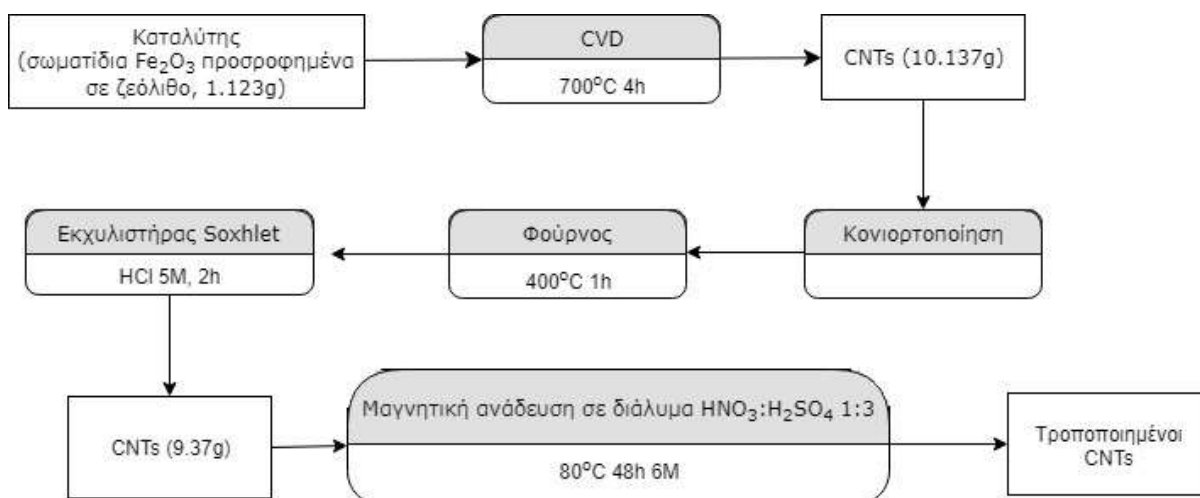 Καταλύτης
(σωματίδια Fe₂O₃ προσροφημένα
σε ζεόλιθο, 1.123g)
CVD
700°C 4h
CNTs (10.137g)
Κονιορτοποίηση
Φούρνος
400°C 1h
Εκχυλιστήρας Soxhlet
HCl 5M, 2h
CNTs (9.37g)
Μαγνητική ανάδευση σε διάλυμα HNO₃:H₂SO₄ 1:3
80°C 48h 6M
Τροποποιημένοι
CNTs